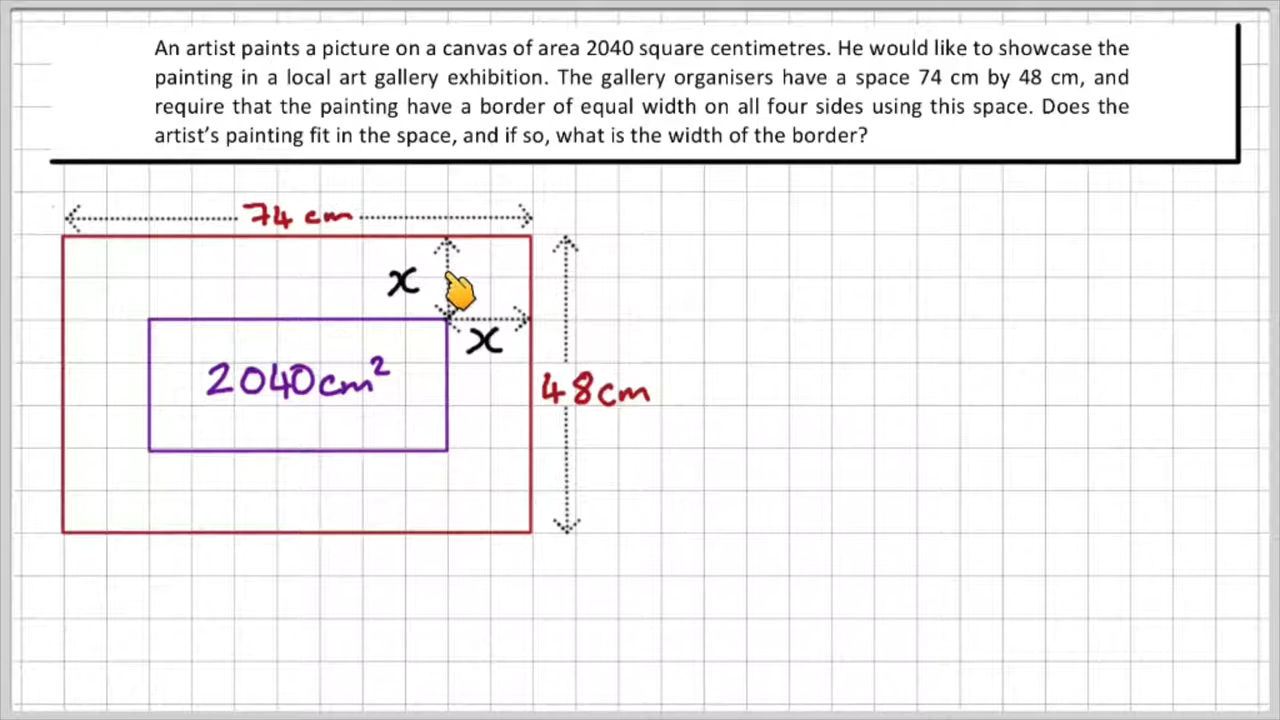 An artist paints a picture on a canvas of area 2040 square centimetres. He would like to showcase the
painting in a local art gallery exhibition. The gallery organisers have a space 74 cm by 48 cm, and
require that the painting have a border of equal width on all four sides using this space. Does the
artist's painting fit in the space, and if so, what is the width of the border?
74 cm
x
x
2040cm²
48cm